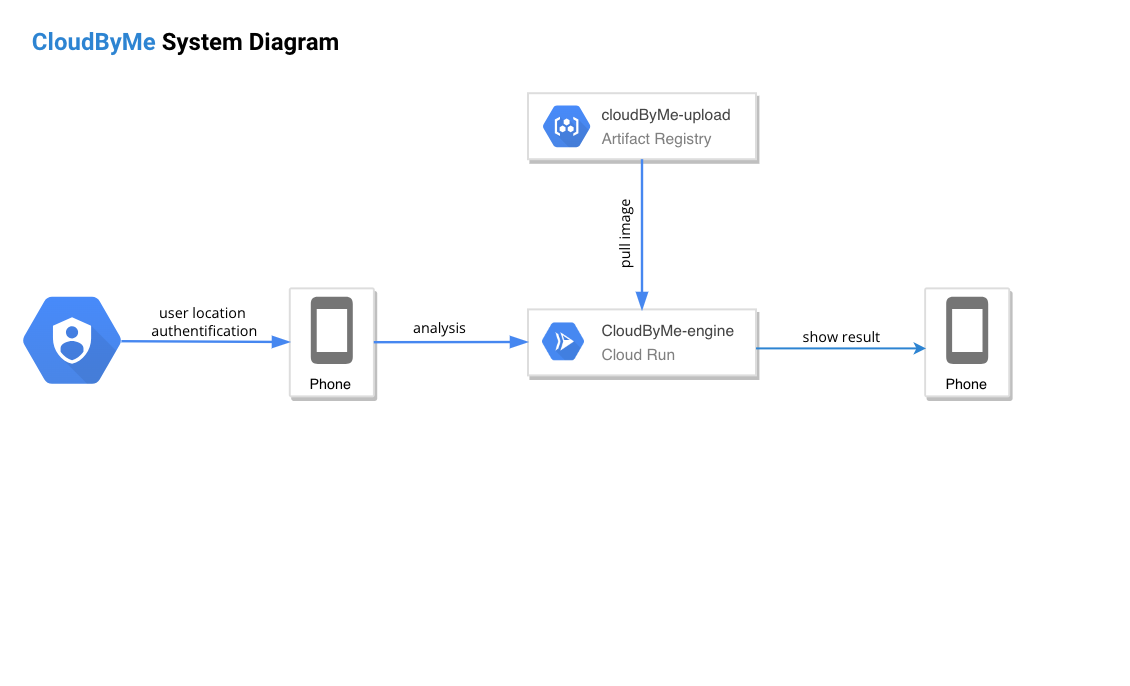 CloudByMe System Diagram
cloudByMe-upload
Artifact Registry
pull image
user location
authentification
Phone
analysis
CloudByMe-engine
Cloud Run
show result
Phone